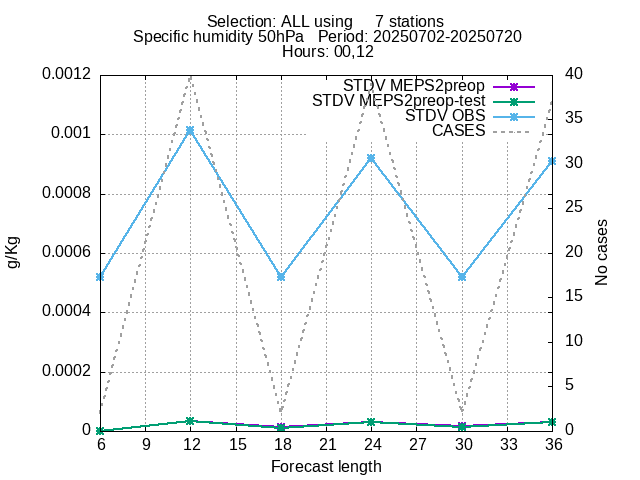 Selection: ALL using 7 stations
Specific humidity 50hPa Period: 20250702-20250720
Hours: 00,12
STDV MEPS2preop
STDV MEPS2preop-test
STDV OBS
CASES
0.0012
0.001
0.0008
0.0006
0.0004
0.0002
0
g/Kg
40
35
30
25
20
15
10
5
0
No cases
6 9 12 15 18 21 24 27 30 33 36
Forecast length